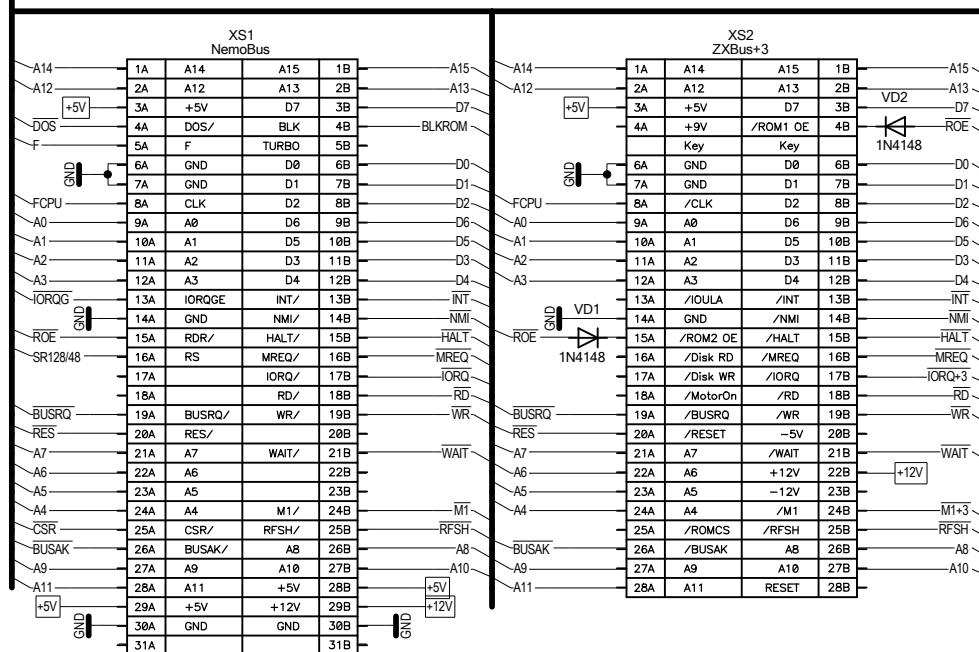 XS1 XS2
NemoBus ZXBus+3
A14 1A A14 A15 1B A15 A14 1A A14 A15 1B A15
A12 2A A12 A13 2B A13 A12 2A A12 A13 2B A13
+5V 3A +5V D7 3B D7 +5V 3A +5V D7 3B VD2 D7
DOS 4A DOS/ BLK 4B BLKROM 4A +9V /ROM1 OE 4B ROE
F 5A F TURBO 5B Key Key 1N4148
GND 6A GND D0 6B D0 GND 6A GND D0 6B D0
7A GND D1 7B D1 7A GND D1 7B D1
FCPU 8A CLK D2 8B D2 FCPU 8A /CLK D2 8B D2
A0 9A A0 D6 9B D6 A0 9A A0 D6 9B D6
A1 10A A1 D5 10B D5 A1 10A A1 D5 10B D5
A2 11A A2 D3 11B D3 A2 11A A2 D3 11B D3
A3 12A A3 D4 12B D4 A3 12A A3 D4 12B D4
IORQG 13A IORQGE INT/ 13B INT 13A /IOULA /INT 13B INT
GND 14A GND NMI/ 14B NMI GND VD1 14A GND /NMI 14B NMI
ROE 15A RDR/ HALT/ 15B HALT ROE 15A /ROM2 OE /HALT 15B HALT
SR128/48 16A RS MREQ/ 16B MREQ 1N4148 16A /Disk RD /MREQ 16B MREQ
17A IORQ/ 17B IORQ 17A /Disk WR /IORQ 17B IORQ+3
18A RD/ 18B RD 18A /MotorOn /RD 18B RD
BUSRQ 19A BUSRQ/ WR/ 19B WR BUSRQ 19A /BUSRQ /WR 19B WR
RES 20A RES/ 20B RES 20A /RESET -5V 20B
A7 21A A7 WAIT/ 21B WAIT A7 21A A7 /WAIT 21B WAIT
A6 22A A6 22B A6 22A A6 +12V 22B +12V
A5 23A A5 23B A5 23A A5 -12V 23B
A4 24A A4 M1/ 24B M1 A4 24A A4 /M1 24B M1+3
CSR 25A CSR/ RFSH/ 25B RFSH 25A /ROMCS /RFSH 25B RFSH
BUSAK 26A BUSAK/ A8 26B A8 BUSAK 26A /BUSAK A8 26B A8
A9 27A A9 A10 27B A10 A9 27A A9 A10 27B A10
A11 28A A11 +5V 28B +5V A11 28A A11 RESET 28B
+5V 29A +5V +12V 29B +12V
GND 30A GND GND 30B GND
31A 31B